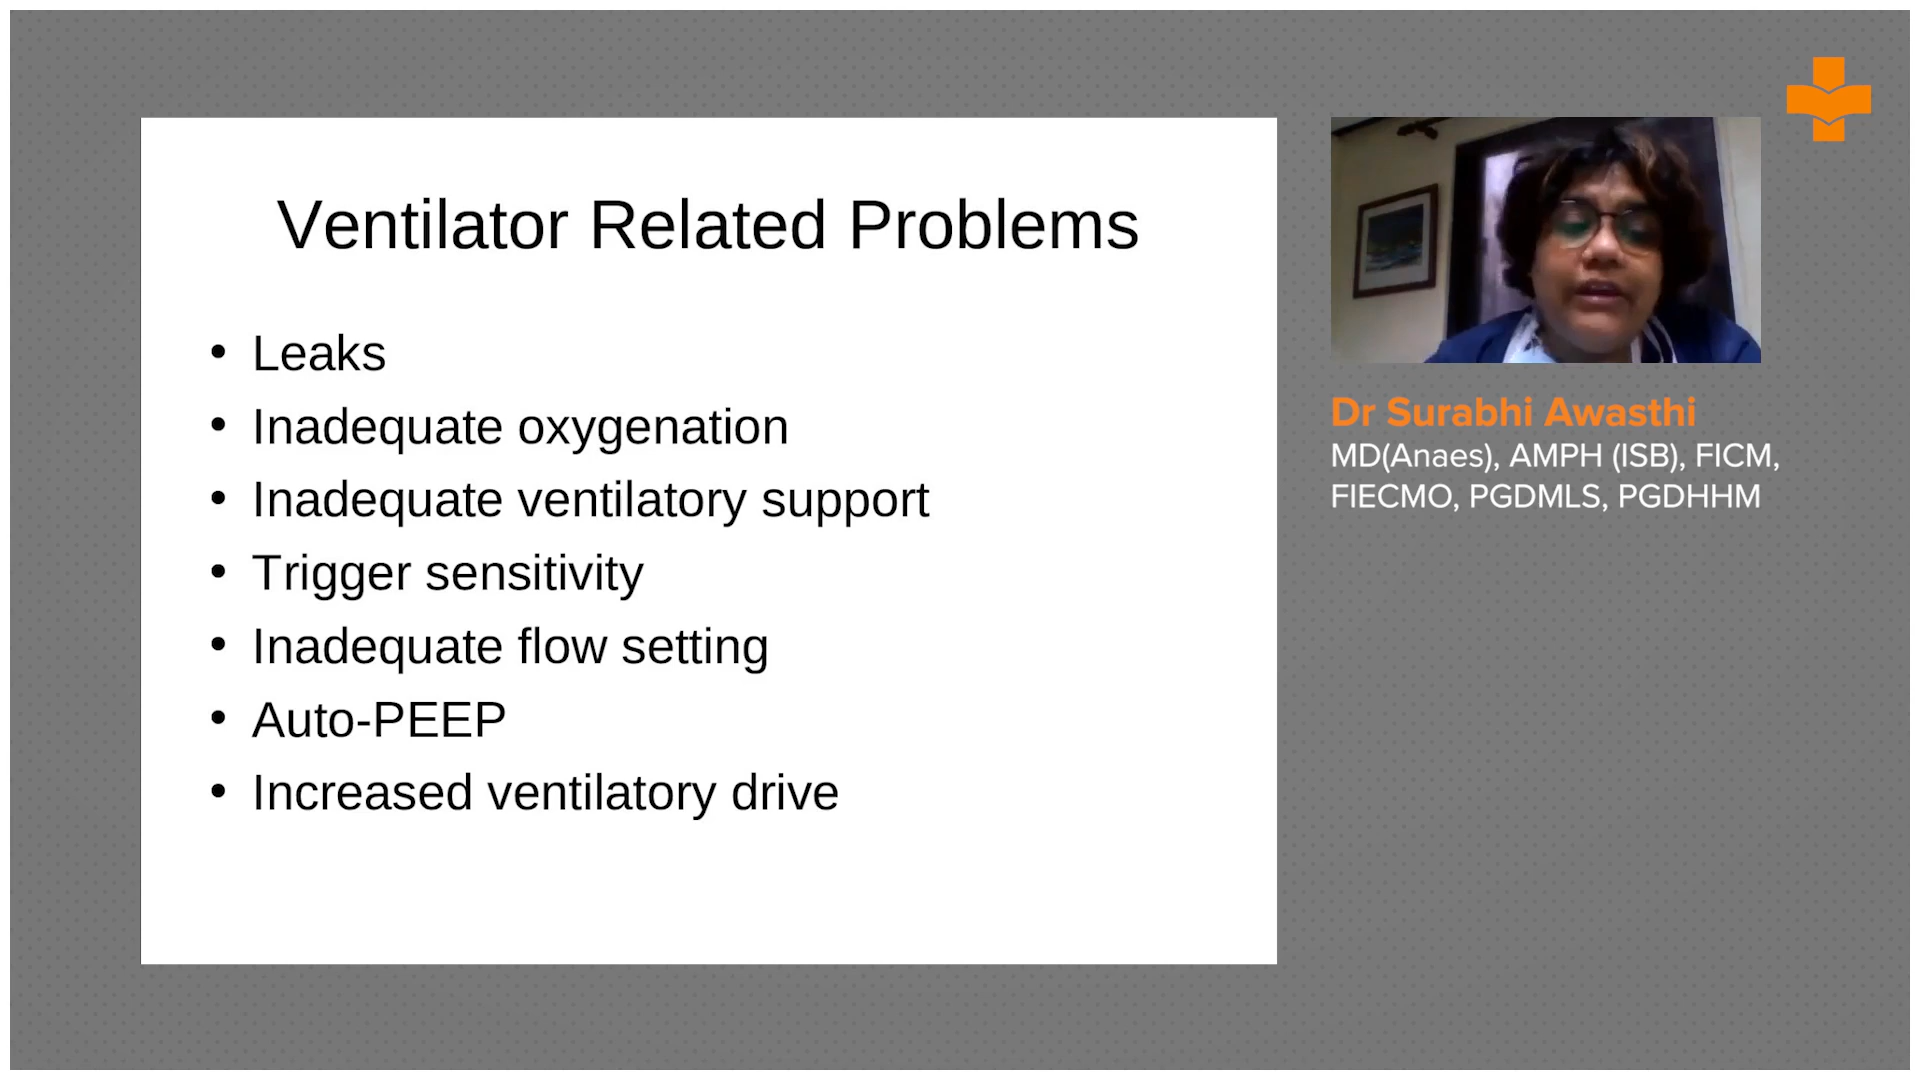 Ventilator Related Problems
• Leaks
• Inadequate oxygenation
• Inadequate ventilatory support
• Trigger sensitivity
• Inadequate flow setting
• Auto-PEEP
• Increased ventilatory drive
Dr Surabhi Awasthi
MD(Anaes), AMPH (ISB), FICM,
FIECMO, PGDMLS, PGDHHM